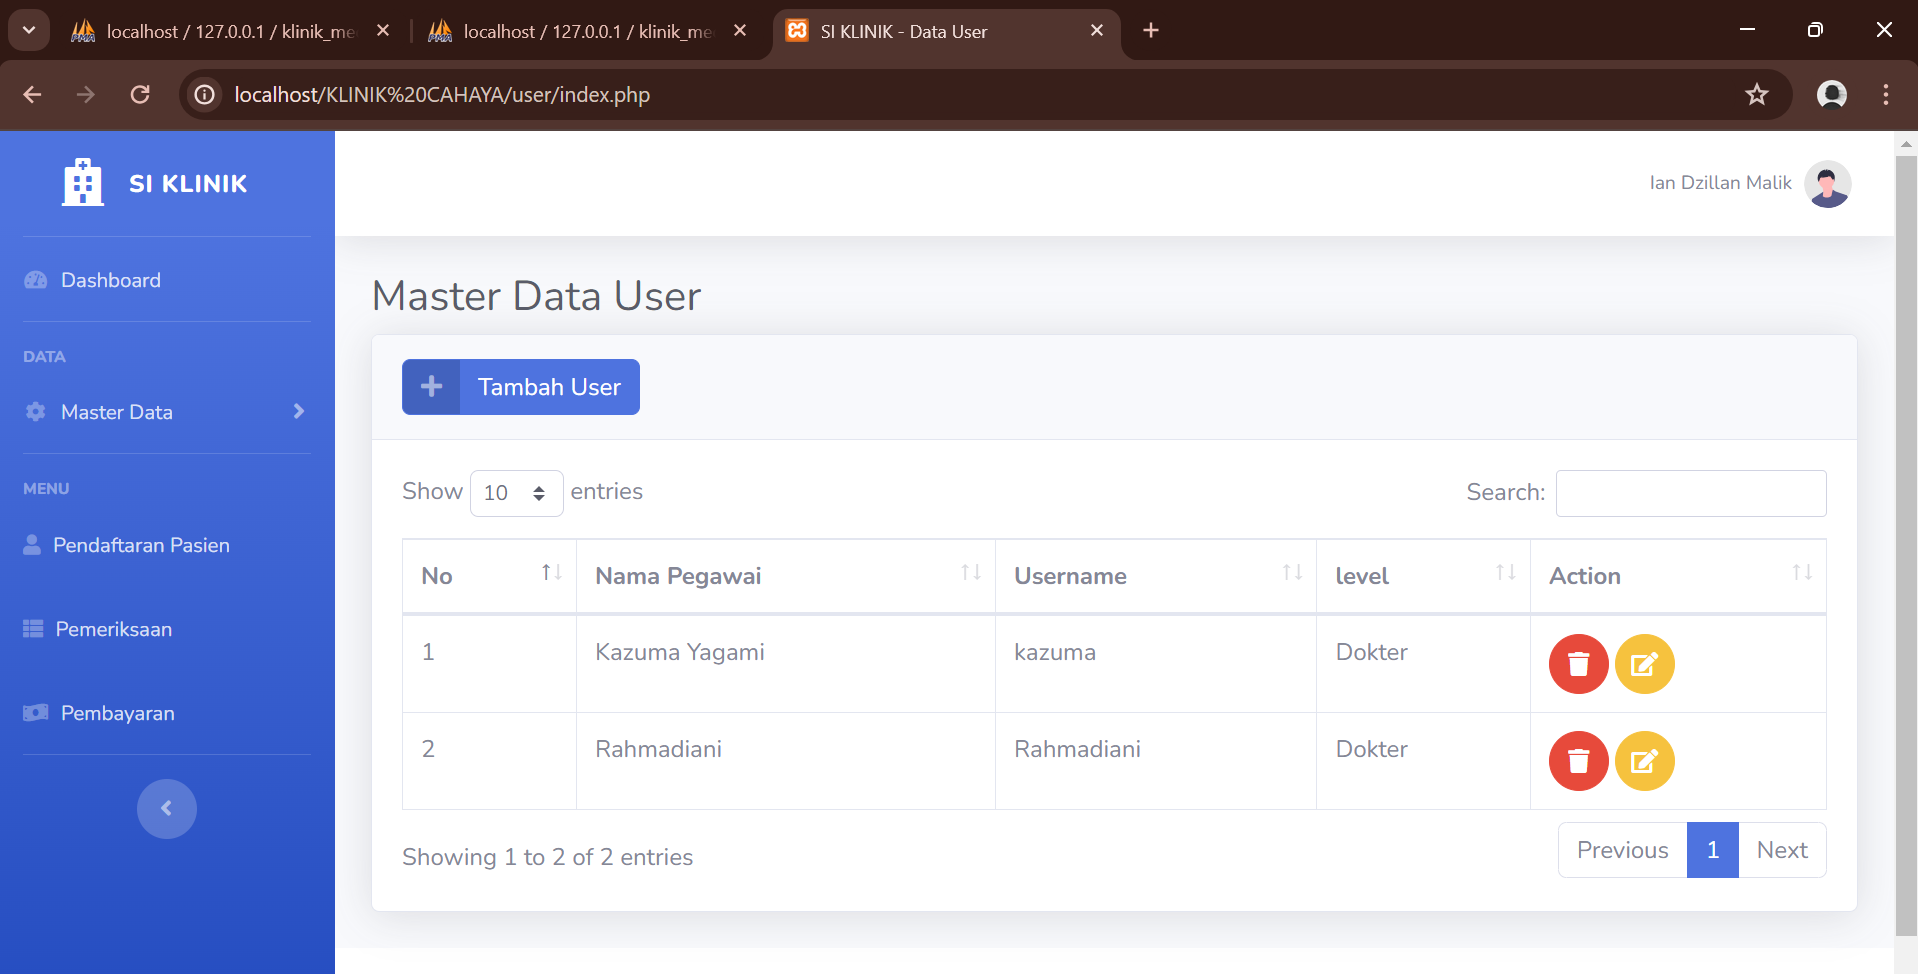 localhost / 127.0.0.1 / klinik_me
localhost / 127.0.0.1 / klinik_me
SI KLINIK - Data User
localhost/KLINIK%20CAHAYA/user/index.php
SI KLINIK
Ian Dzillan Malik
Dashboard
DATA
Master Data
MENU
Pendaftaran Pasien
Pemeriksaan
Pembayaran
Master Data User
Tambah User
Show 10 entries
Search:
No Nama Pegawai Username level Action
1 Kazuma Yagami kazuma Dokter
2 Rahmadiani Rahmadiani Dokter
Showing 1 to 2 of 2 entries
Previous 1 Next